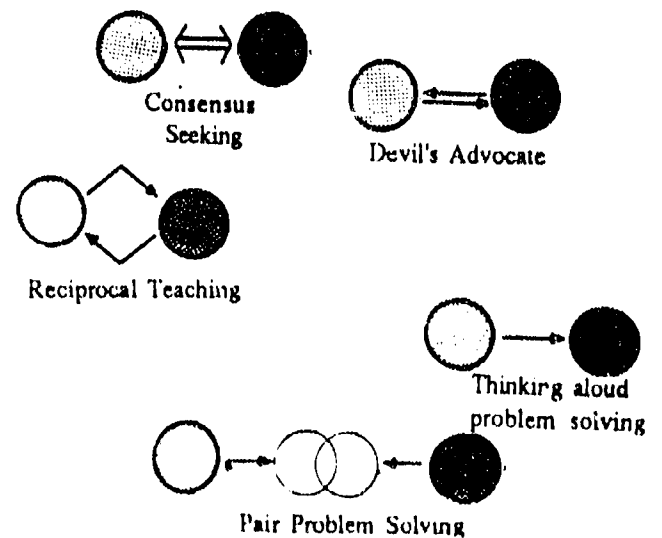 Consensus
Seeking
Devil's Advocate
Reciprocal Teaching
Thinking aloud
problem solving
Pair Problem Solving